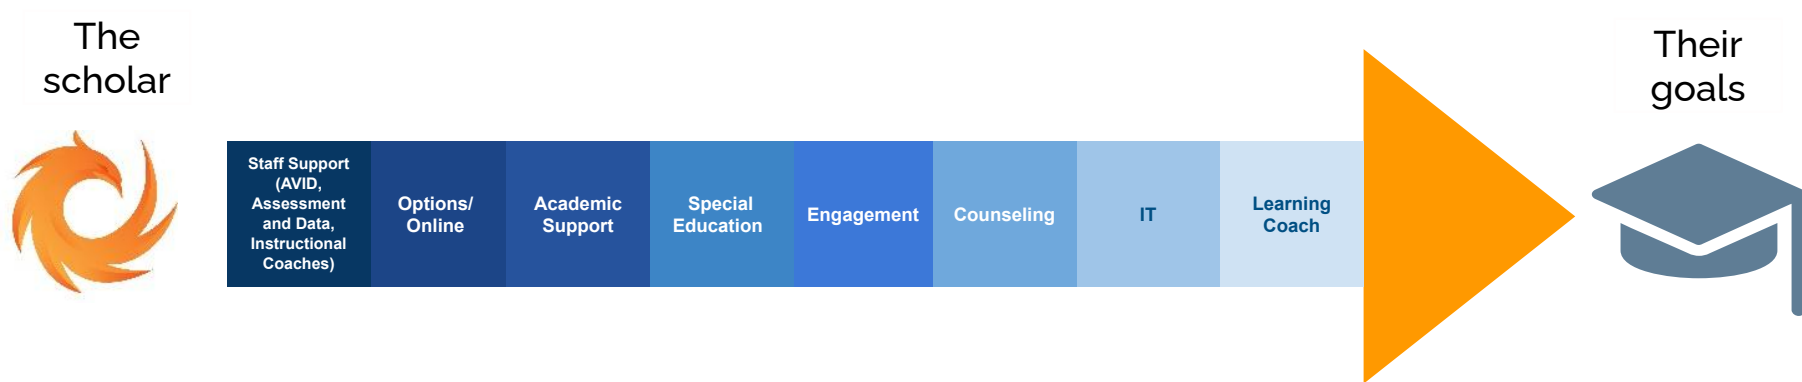 The
scholar
Staff Support
(AVID,
Assessment
and Data,
Instructional
Coaches)
Options/
Online
Academic
Support
Special
Education
Engagement
Counseling
IT
Learning
Coach
Their
goals